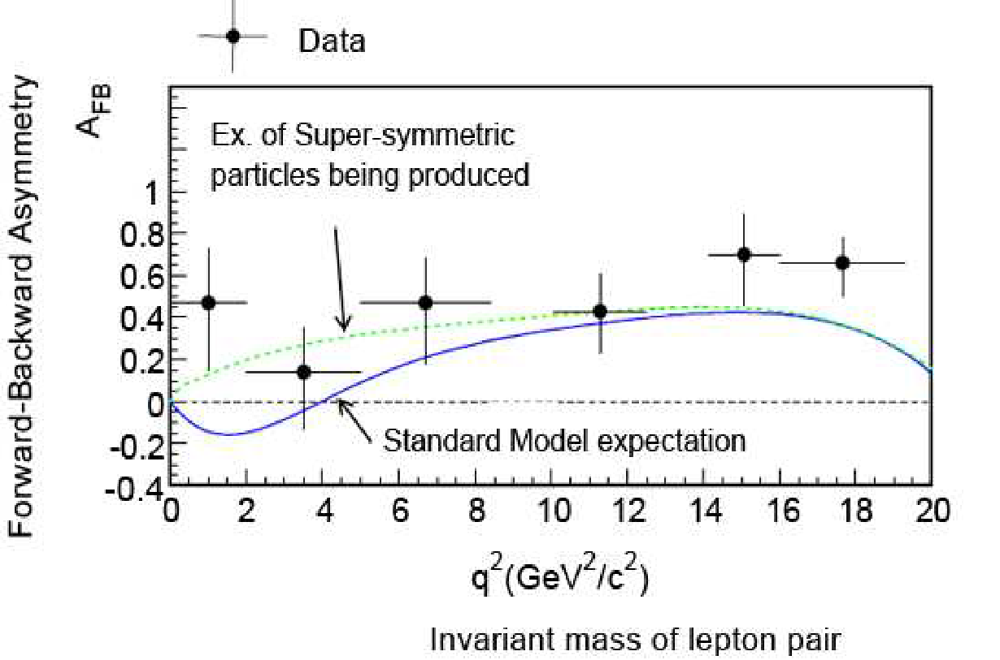 Data
Forward-Backward Asymmetry
A_FB
Ex. of Super-symmetric
particles being produced
1
0.8
0.6
0.4
0.2
0
-0.2
-0.4
Standard Model expectation
0 2 4 6 8 10 12 14 16 18 20
q²(GeV²/c²)
Invariant mass of lepton pair